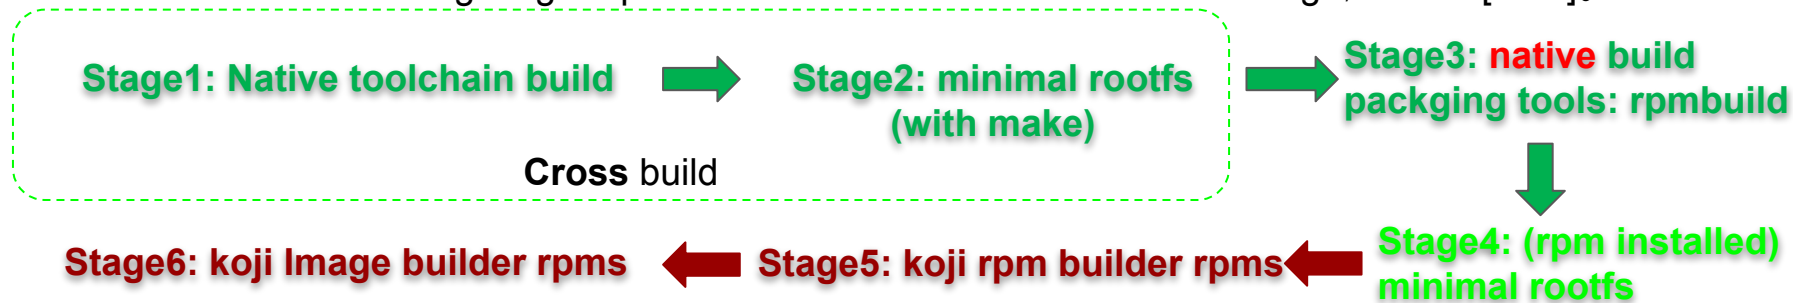 Stage1: Native toolchain build
Stage2: minimal rootfs
(with make)
Stage3: native build
packging tools: rpmbuild
Cross build
Stage4: (rpm installed)
minimal rootfs
Stage5: koji rpm builder rpms
Stage6: koji Image builder rpms